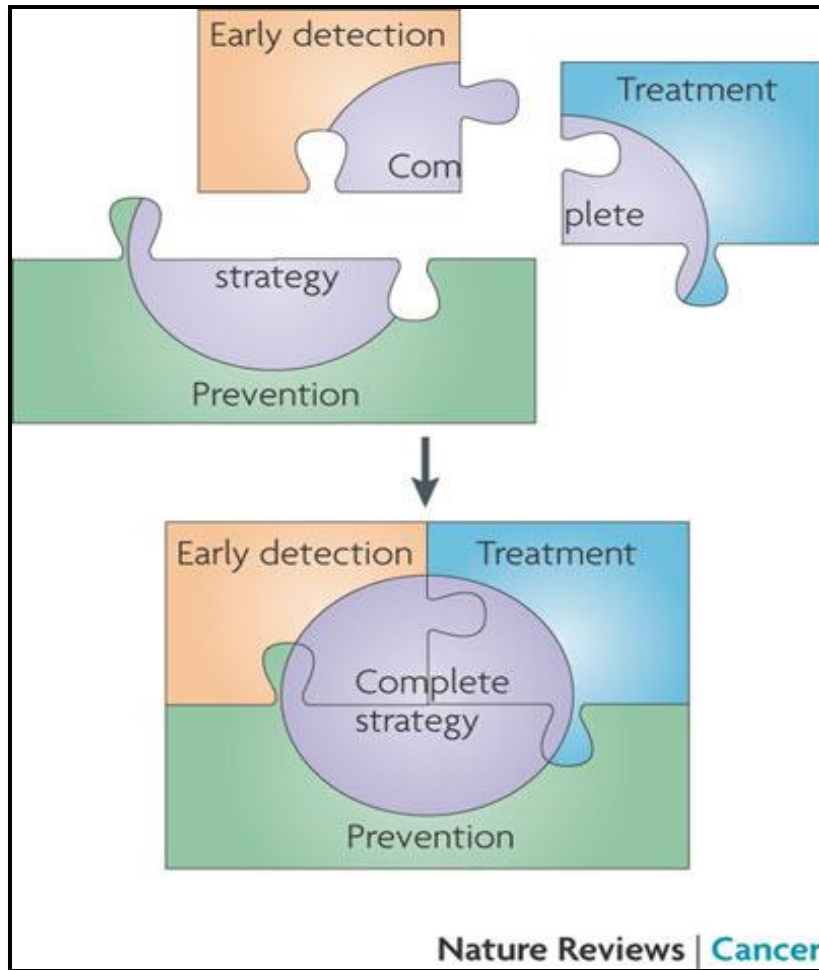 Early detection
Treatment
Com
plete
strategy
Prevention
Early detection
Treatment
Complete
strategy
Prevention
Nature Reviews | Cancer